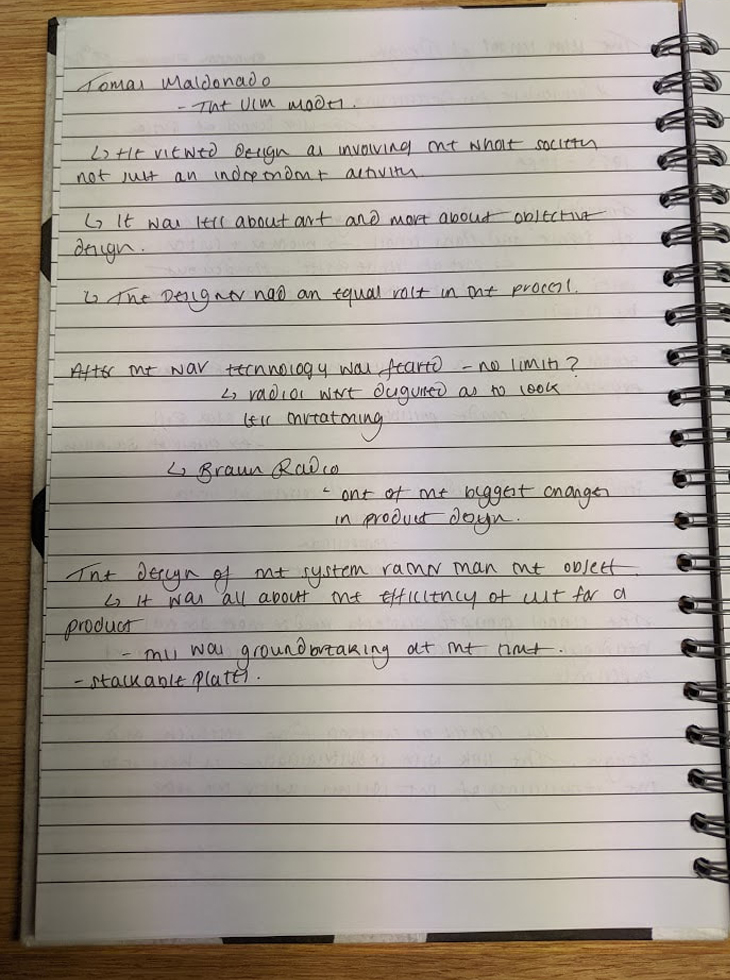 Tomas Maldonado
- The Ulm model.
↳ He viewed design as involving the whole society
not just an independent activity.
↳ It was less about art and more about objective
design.
↳ The Designer had an equal role in the process.
After the war technology was feared - no limits?
↳ radios were disguised as to look
less threatening
↳ Braun Radio
- one of the biggest changes
in product design.
The design of the system rather than the object.
↳ it was all about the efficiency of use for a
product
- this was groundbreaking at the time.
- stackable plates.